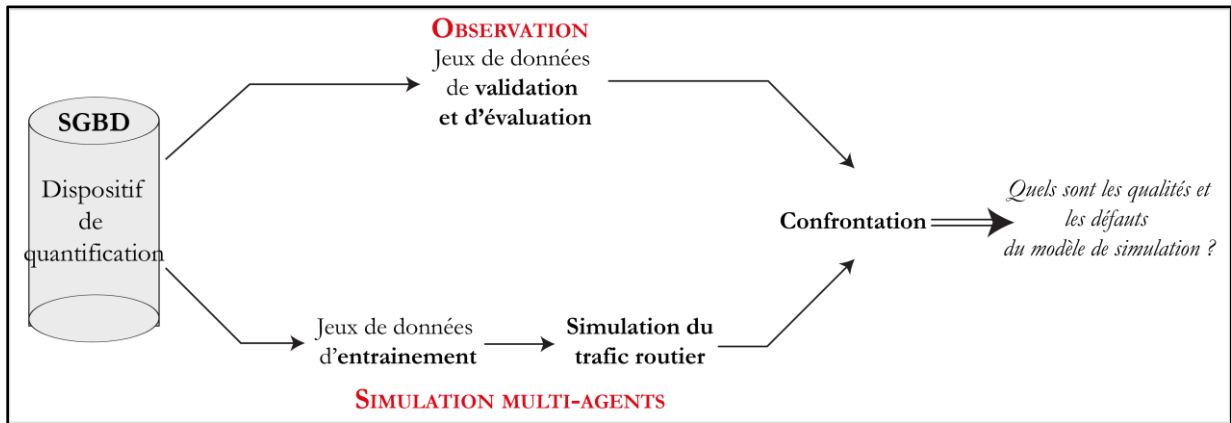 OBSERVATION
Jeux de données
de validation
et d'évaluation
SGBD
Dispositif
de
quantification
Confrontation
Quels sont les qualités et
les défauts
du modèle de simulation ?
Jeux de données
d'entrainement
Simulation du
trafic routier
SIMULATION MULTI-AGENTS